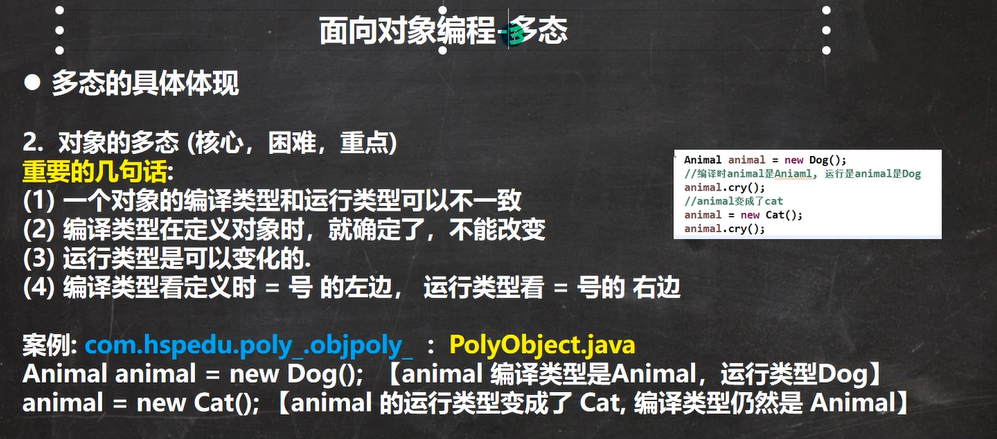 面向对象编程-多态
● 多态的具体体现
2. 对象的多态 (核心，困难，重点)
重要的几句话:
(1) 一个对象的编译类型和运行类型可以不一致
(2) 编译类型在定义对象时，就确定了，不能改变
(3) 运行类型是可以变化的.
(4) 编译类型看定义时 = 号 的左边， 运行类型看 = 号的 右边
Animal animal = new Dog();
//编译时animal是Aniaml, 运行是animal是Dog
animal.cry();
//animal变成了cat
animal = new Cat();
animal.cry();
案例: com.hspedu.poly_.objpoly_ : PolyObject.java
Animal animal = new Dog(); 【animal 编译类型是Animal，运行类型Dog】
animal = new Cat(); 【animal 的运行类型变成了 Cat, 编译类型仍然是 Animal】